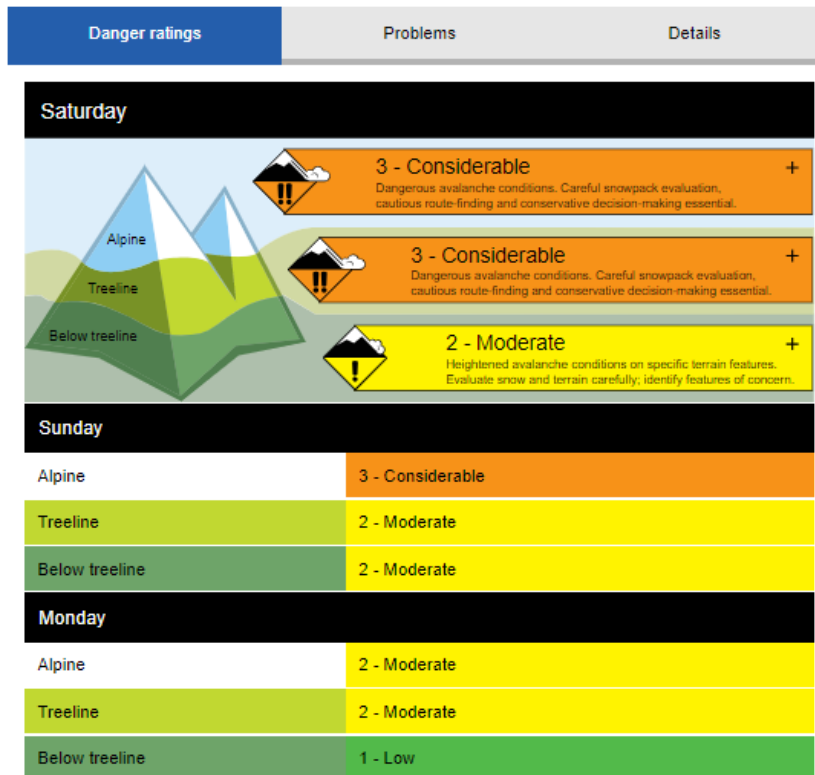 Danger ratings
Problems
Details
Saturday
Alpine
Treeline
Below treeline
3 - Considerable
+
Dangerous avalanche conditions. Careful snowpack evaluation,
cautious route-finding and conservative decision-making essential.
3 - Considerable
+
Dangerous avalanche conditions. Careful snowpack evaluation,
cautious route-finding and conservative decision-making essential.
2 - Moderate
+
Heightened avalanche conditions on specific terrain features.
Evaluate snow and terrain carefully; identify features of concern.
Sunday
Alpine
3 - Considerable
Treeline
2 - Moderate
Below treeline
2 - Moderate
Monday
Alpine
2 - Moderate
Treeline
2 - Moderate
Below treeline
1 - Low